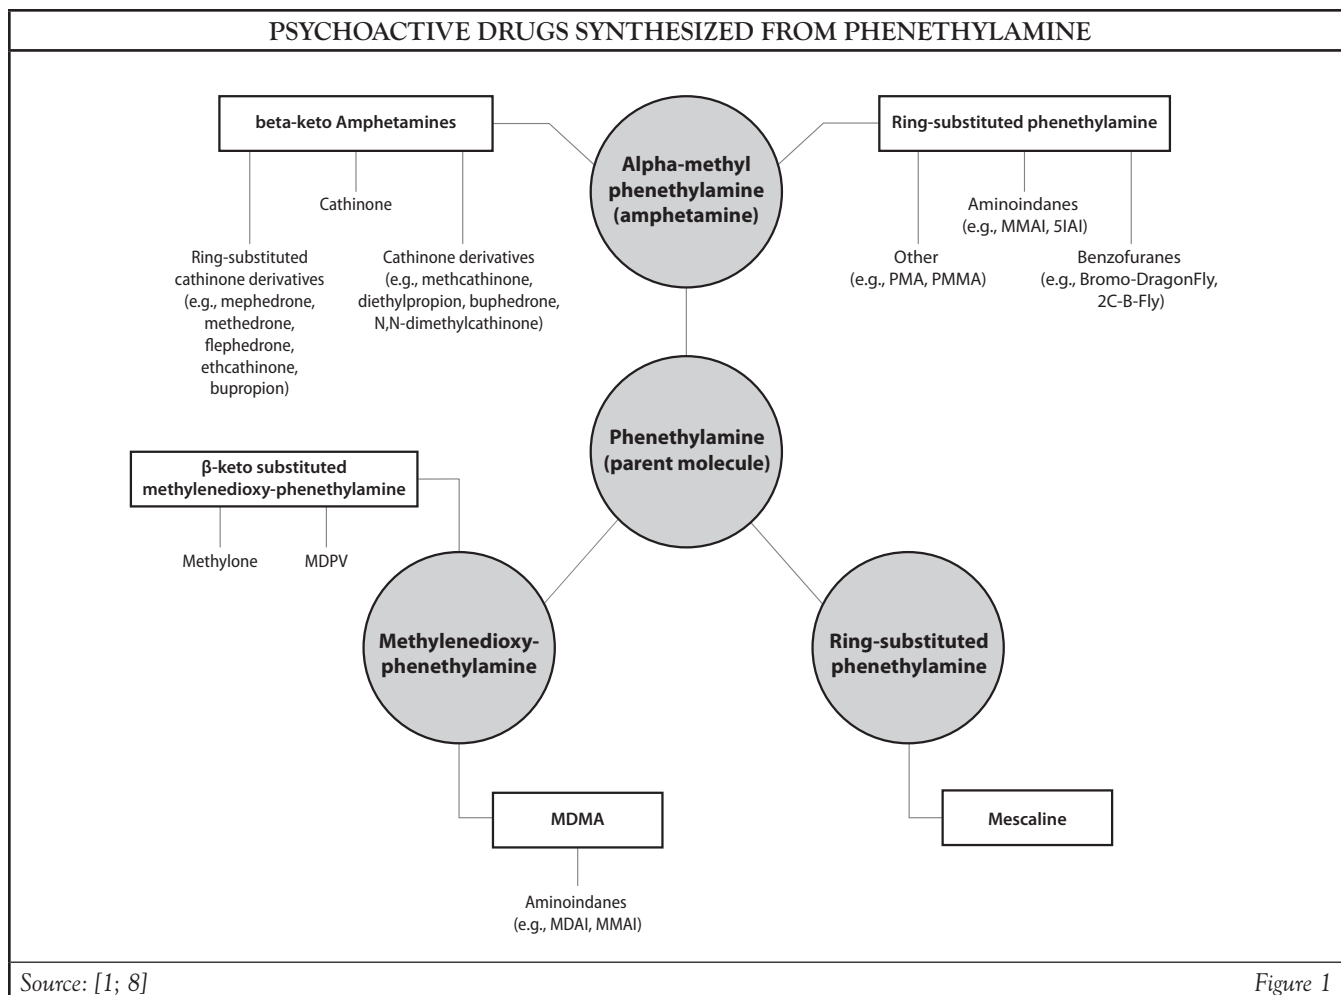 PSYCHOACTIVE DRUGS SYNTHESIZED FROM PHENETHYLAMINE
beta-keto Amphetamines
Cathinone
Ring-substituted
cathinone derivatives
(e.g., mephedrone,
methedrone,
flephedrone,
ethcathinone,
bupropion)
Cathinone derivatives
(e.g., methcathinone,
diethylpropion, buphedrone,
N,N-dimethylcathinone)
Alpha-methyl
phenethylamine
(amphetamine)
Ring-substituted phenethylamine
Aminoindanes
(e.g., MMAI, 5IAI)
Other
(e.g., PMA, PMMA)
Benzofuranes
(e.g., Bromo-DragonFly,
2C-B-Fly)
Phenethylamine
(parent molecule)
β-keto substituted
methylenedioxy-phenethylamine
Methylone
MDPV
Methylenedioxy-
phenethylamine
Ring-substituted
phenethylamine
MDMA
Aminoindanes
(e.g., MDAI, MMAI)
Mescaline
Source: [1; 8]
Figure 1